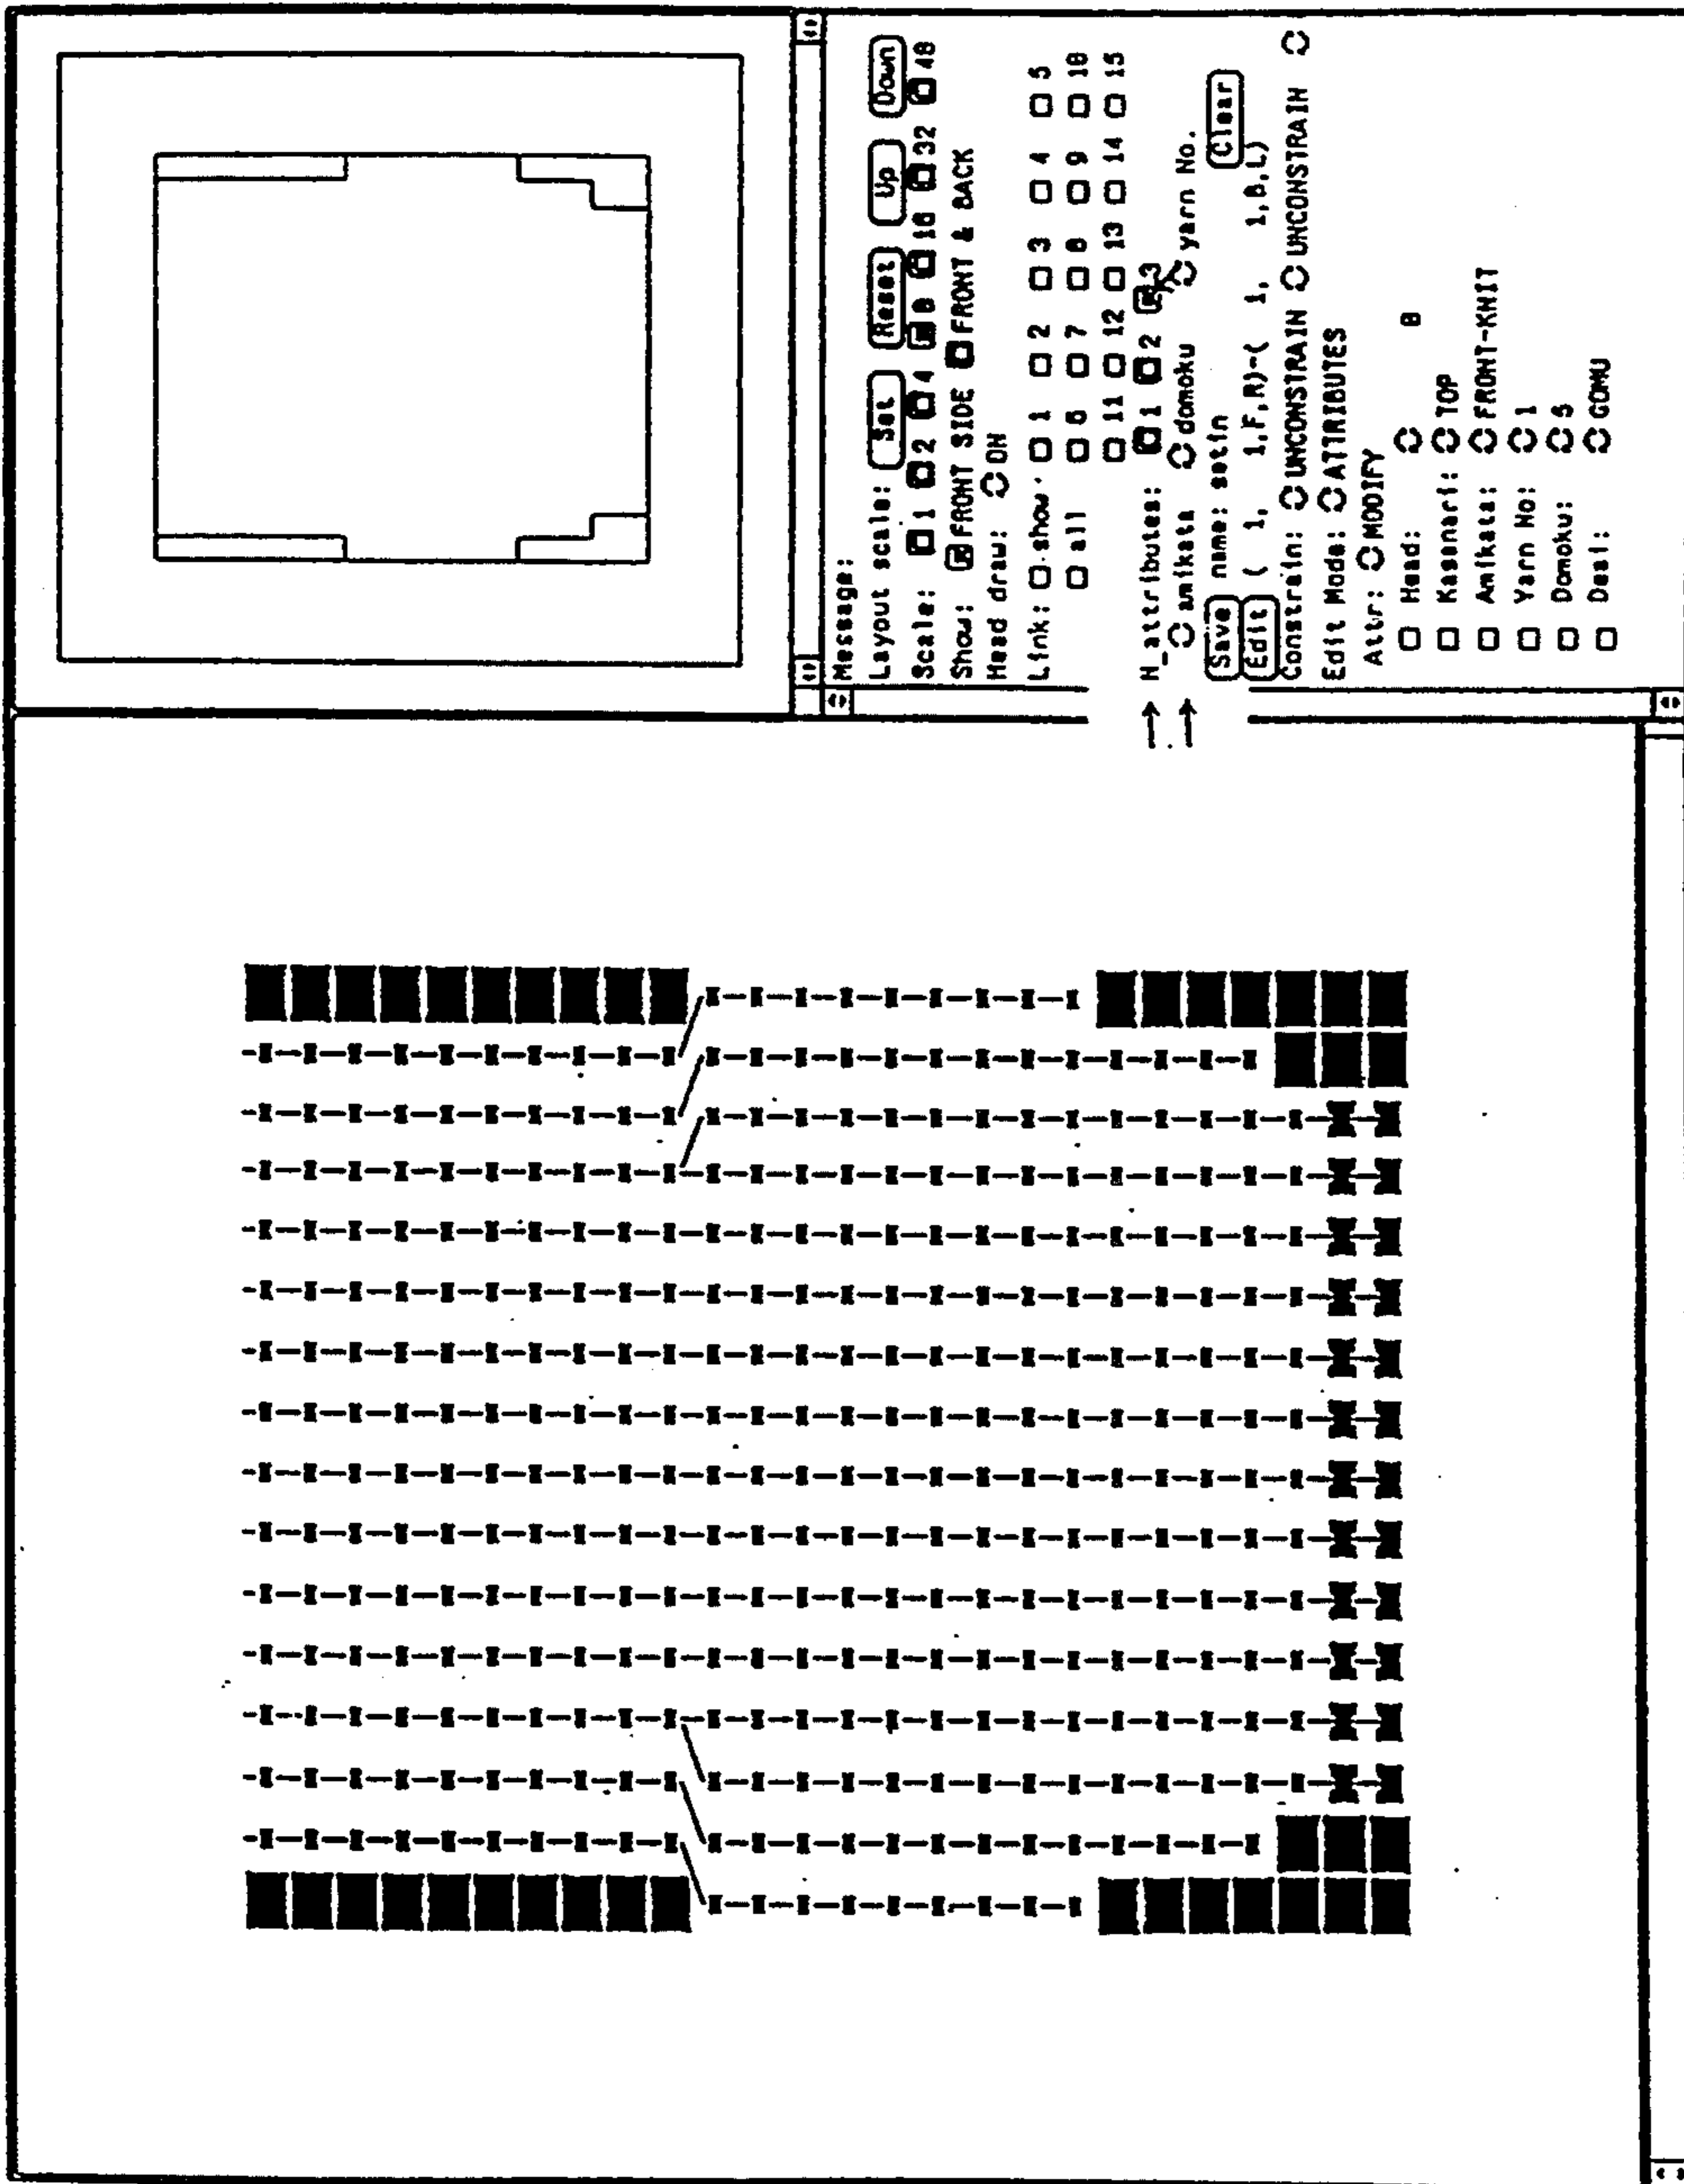 Message:
Layout scale: Set Reset Up Down
Scale: 1 2 4 8 16 32 48
Show: FRONT SIDE FRONT & BACK
Head draw: ON
Link: show 1 2 3 4 5
all 6 7 8 9 10
11 12 13 14 15
N_attributes: 1 2 3
amikata domoku yarn No.
Save name: setin Clear
Edit ( 1, 1,F,R)-( 1, 1,B,L)
Constrain: UNCONSTRAIN UNCONSTRAIN
Edit Mode: ATTRIBUTES
Attr: MODIFY
Head: 0
Kasanari: TOP
Amikata: FRONT-KNIT
Yarn No: 1
Domoku: 5
Desi: GOMU